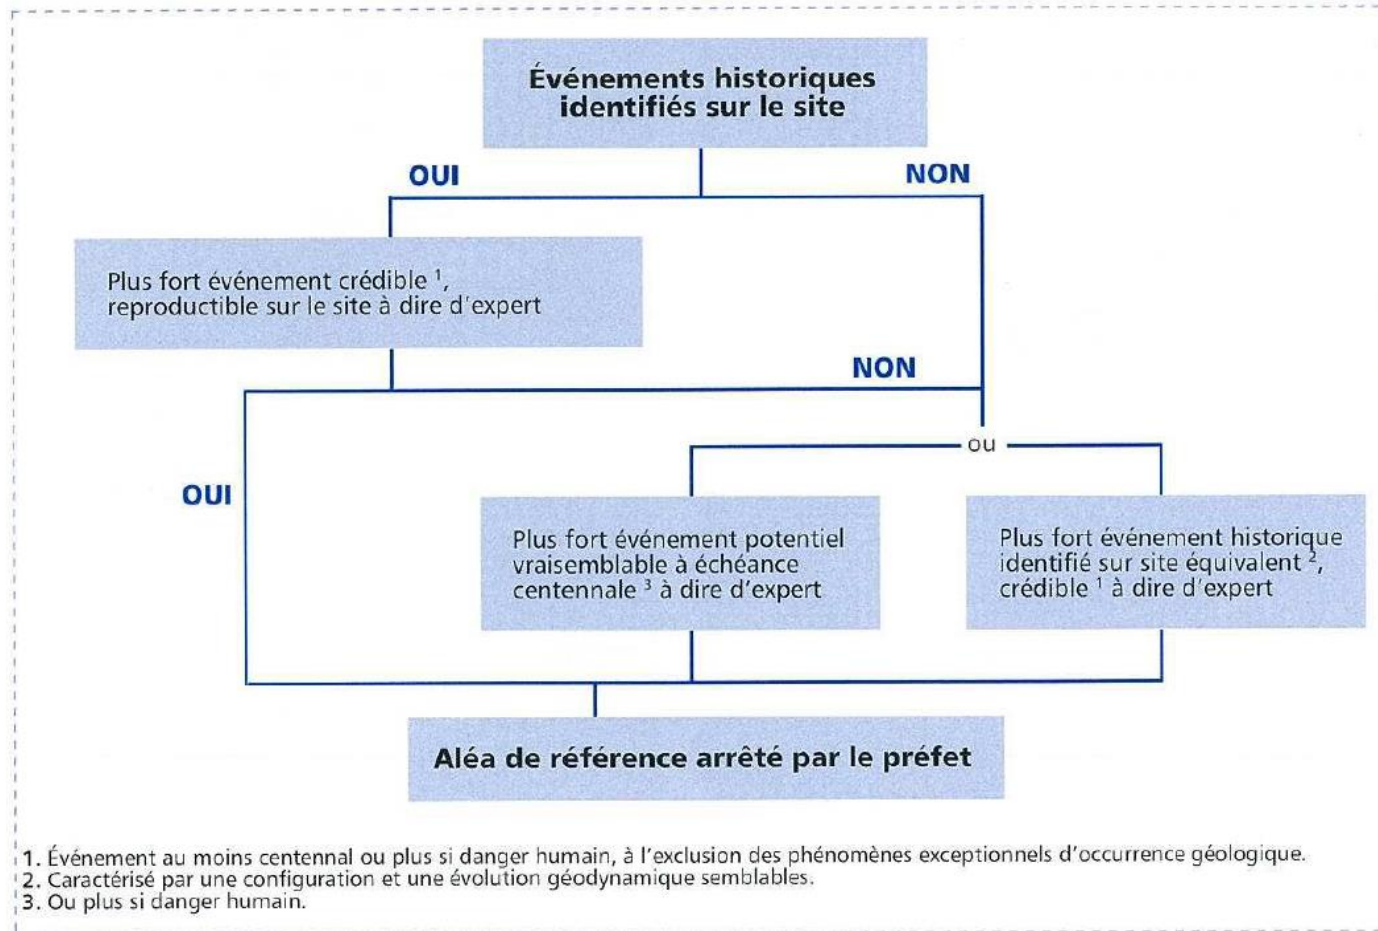 Événements historiques
identifiés sur le site
OUI
NON
Plus fort événement crédible ¹,
reproductible sur le site à dire d'expert
NON
ou
OUI
Plus fort événement potentiel
vraisemblable à échéance
centennale ³ à dire d'expert
Plus fort événement historique
identifié sur site équivalent ²,
crédible ¹ à dire d'expert
Aléa de référence arrêté par le préfet
1. Événement au moins centennal ou plus si danger humain, à l'exclusion des phénomènes exceptionnels d'occurrence géologique.
2. Caractérisé par une configuration et une évolution géodynamique semblables.
3. Ou plus si danger humain.